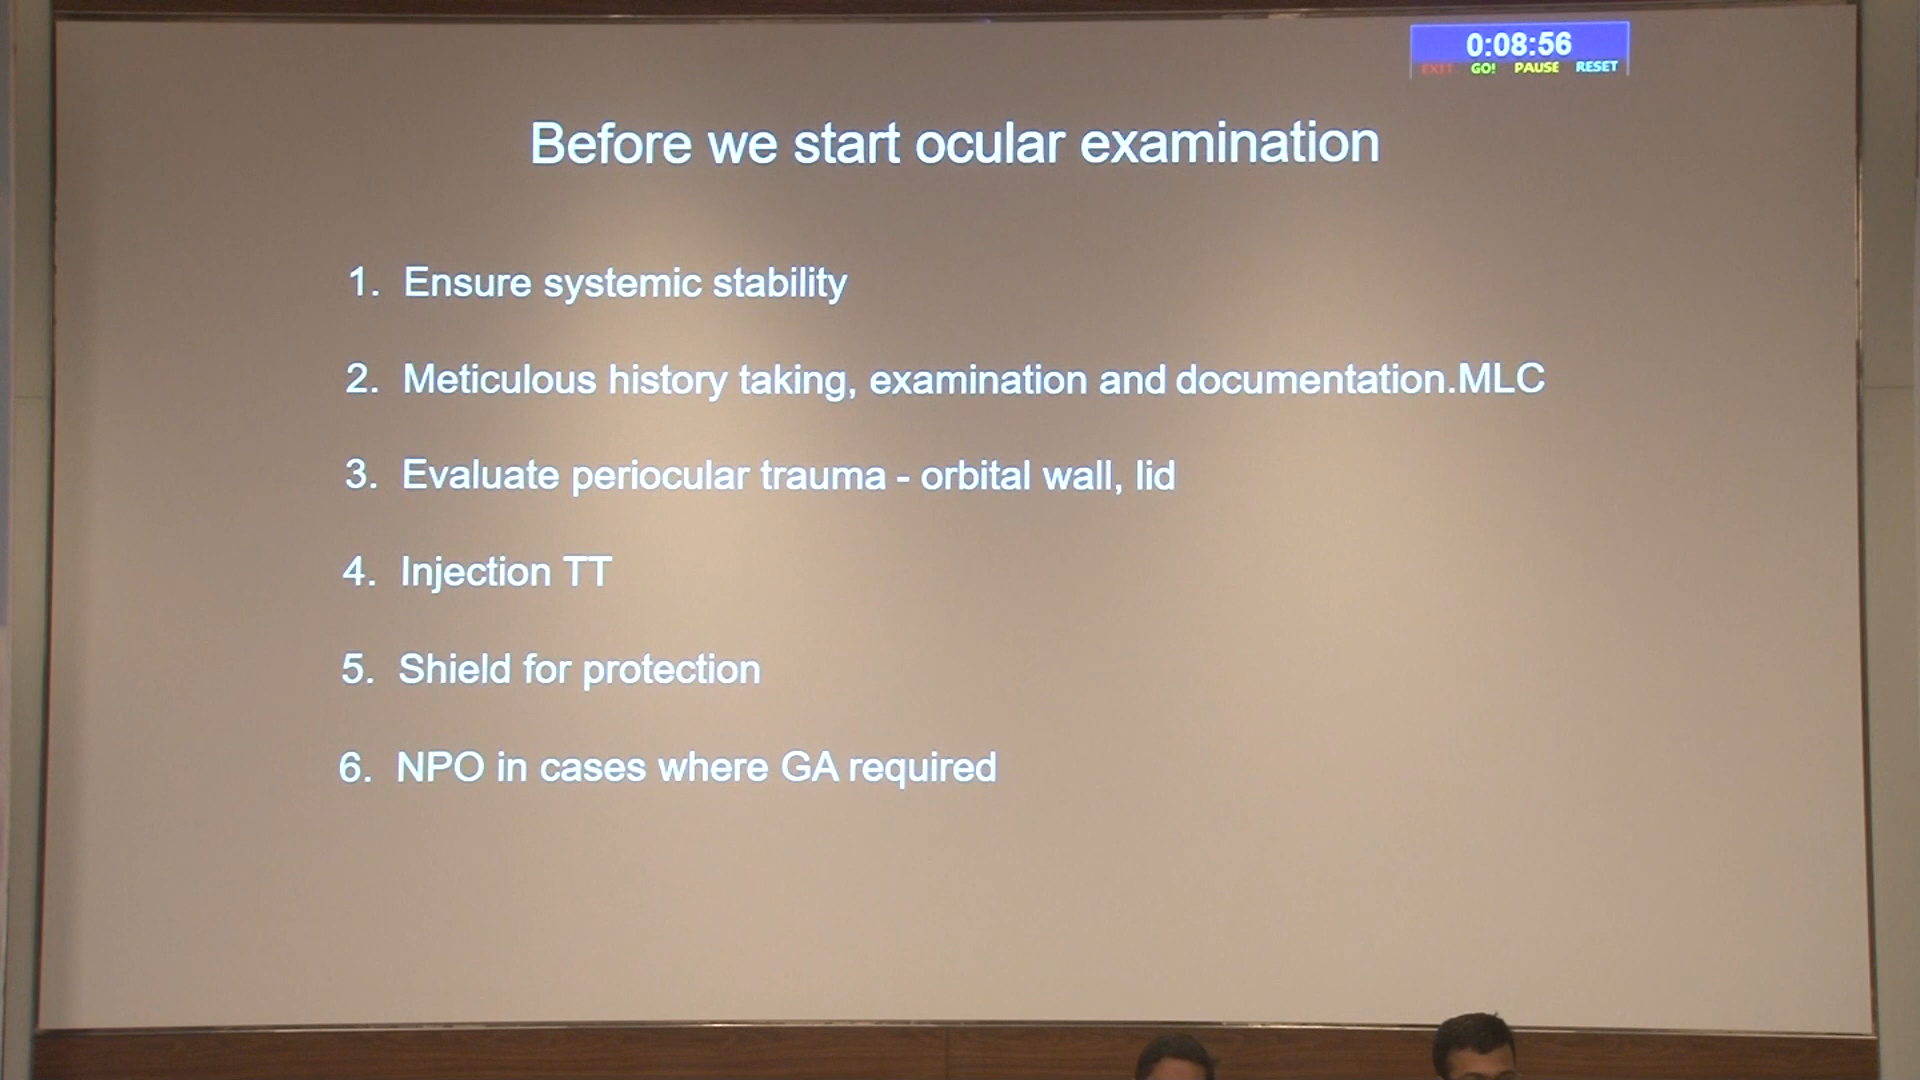 0:08:56
EXIT GO! PAUSE RESET
Before we start ocular examination
1. Ensure systemic stability
2. Meticulous history taking, examination and documentation.MLC
3. Evaluate periocular trauma - orbital wall, lid
4. Injection TT
5. Shield for protection
6. NPO in cases where GA required